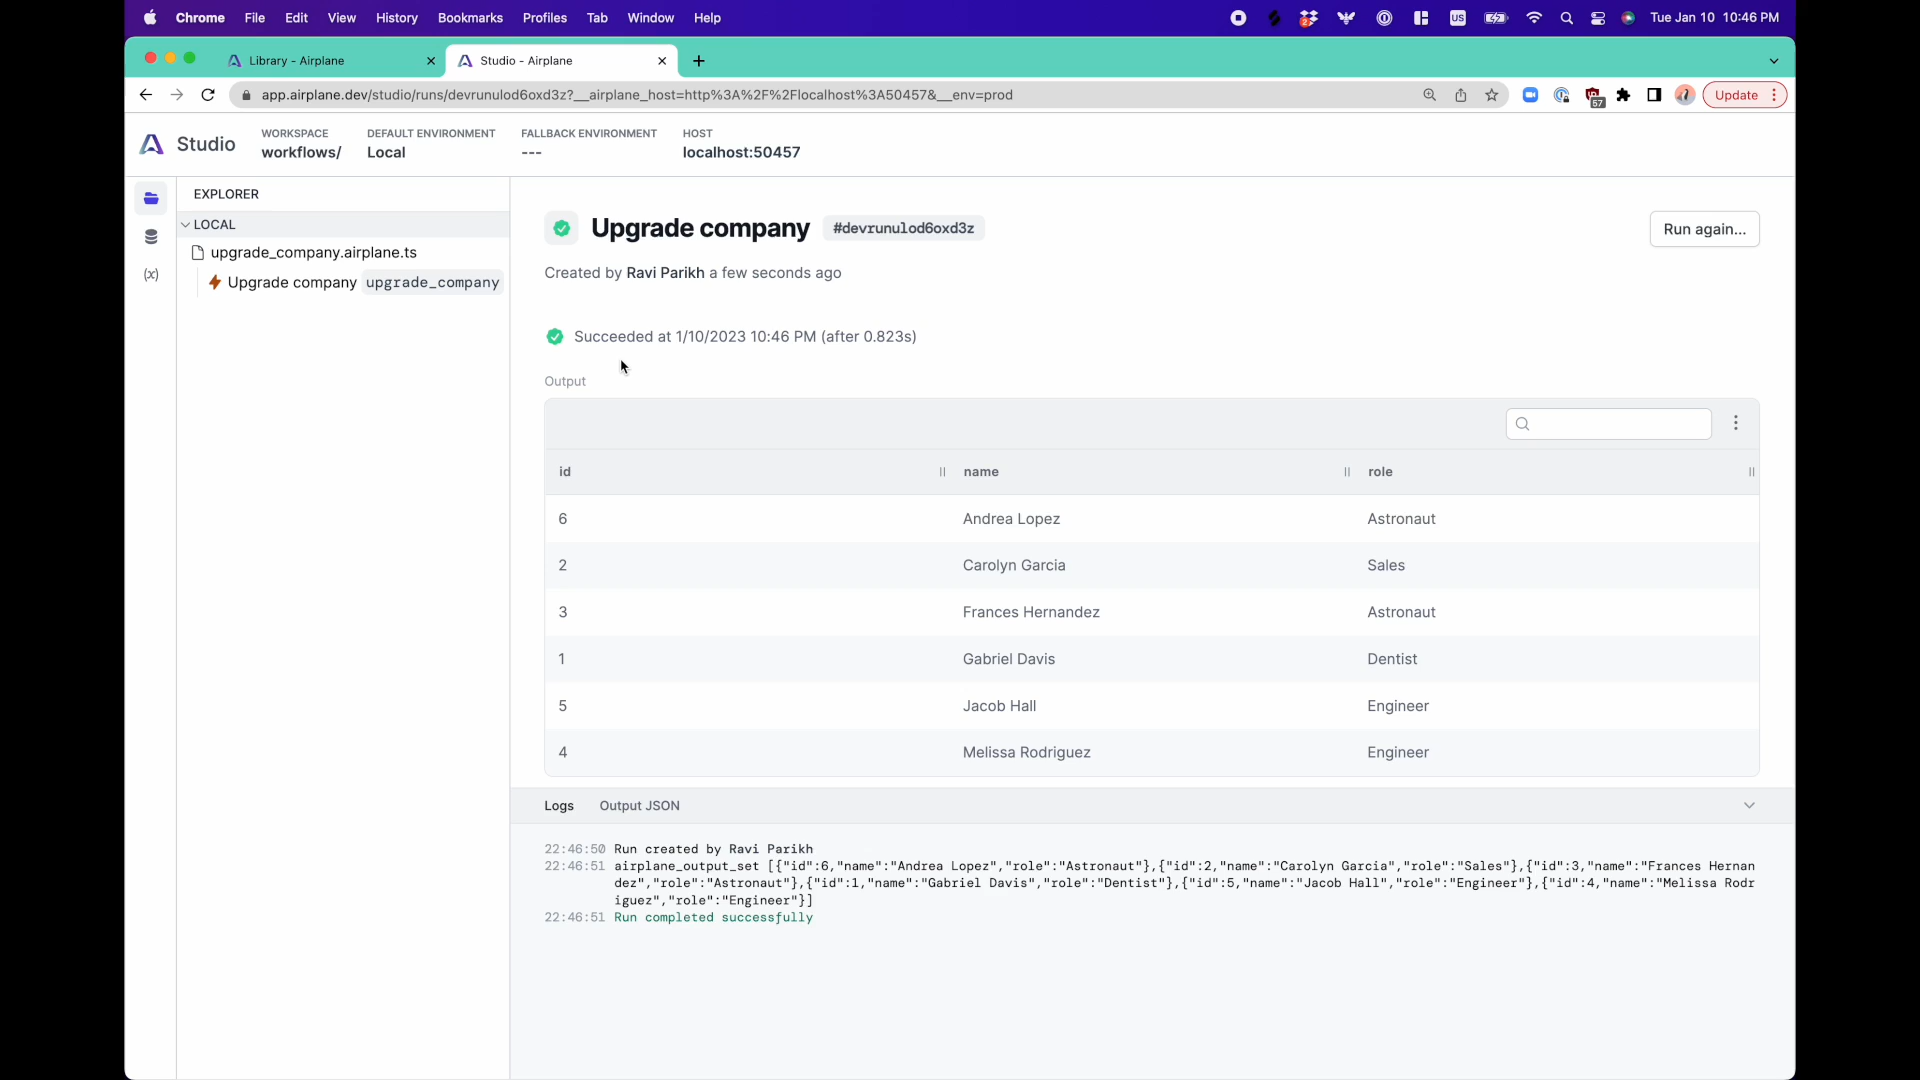 Chrome File Edit View History Bookmarks Profiles Tab Window Help
2 US Tue Jan 10 10:46 PM
Library - Airplane
Studio - Airplane
app.airplane.dev/studio/runs/devrunulod6oxd3z?__airplane_host=http%3A%2F%2Flocalhost%3A50457&__env=prod
57
Update
Studio
WORKSPACE
workflows/
DEFAULT ENVIRONMENT
Local
FALLBACK ENVIRONMENT
---
HOST
localhost:50457
EXPLORER
LOCAL
upgrade_company.airplane.ts
Upgrade company upgrade_company
(x)
Upgrade company #devrunulod6oxd3z
Run again...
Created by Ravi Parikh a few seconds ago
Succeeded at 1/10/2023 10:46 PM (after 0.823s)
Output
id name role
6 Andrea Lopez Astronaut
2 Carolyn Garcia Sales
3 Frances Hernandez Astronaut
1 Gabriel Davis Dentist
5 Jacob Hall Engineer
4 Melissa Rodriguez Engineer
Logs Output JSON
22:46:50 Run created by Ravi Parikh
22:46:51 airplane_output_set [{"id":6,"name":"Andrea Lopez","role":"Astronaut"},{"id":2,"name":"Carolyn Garcia","role":"Sales"},{"id":3,"name":"Frances Hernan
dez","role":"Astronaut"},{"id":1,"name":"Gabriel Davis","role":"Dentist"},{"id":5,"name":"Jacob Hall","role":"Engineer"},{"id":4,"name":"Melissa Rodr
iguez","role":"Engineer"}]
22:46:51 Run completed successfully